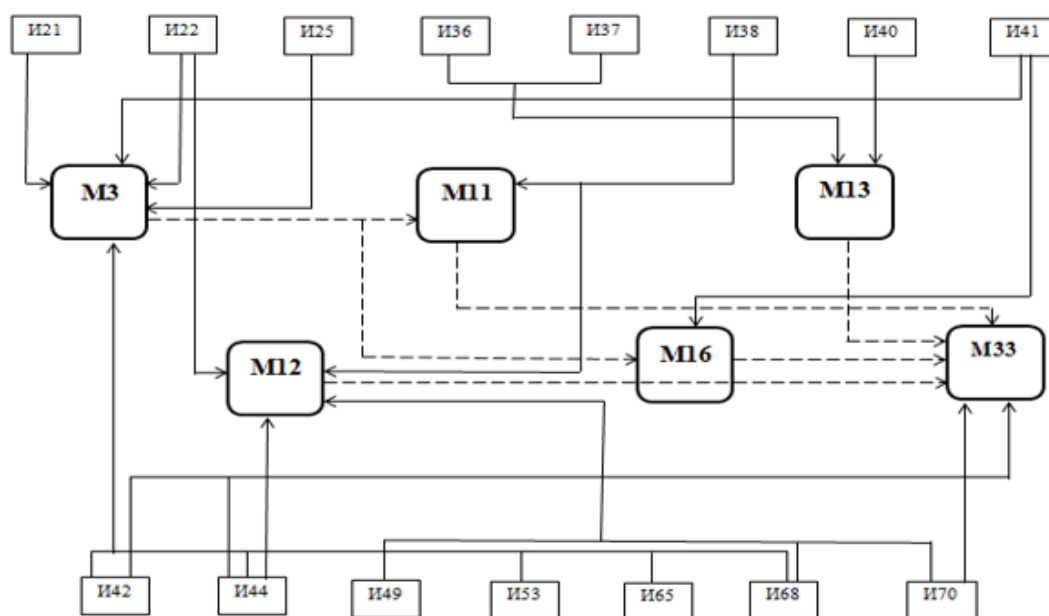 И21 И22 И25 И36 И37 И38 И40 И41
М3 М11 М13
М12 М16 М33
И42 И44 И49 И53 И65 И68 И70